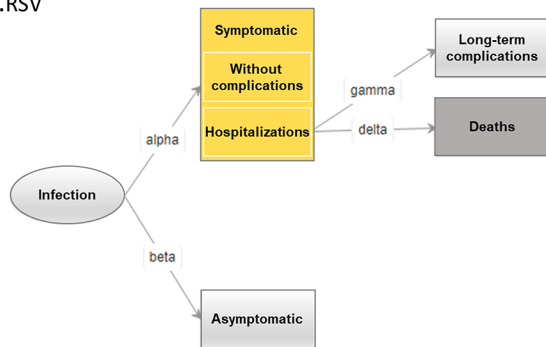 .RSV
Symptomatic
Without
complications
Hospitalizations
Long-term
complications
gamma
delta
Deaths
alpha
Infection
beta
Asymptomatic